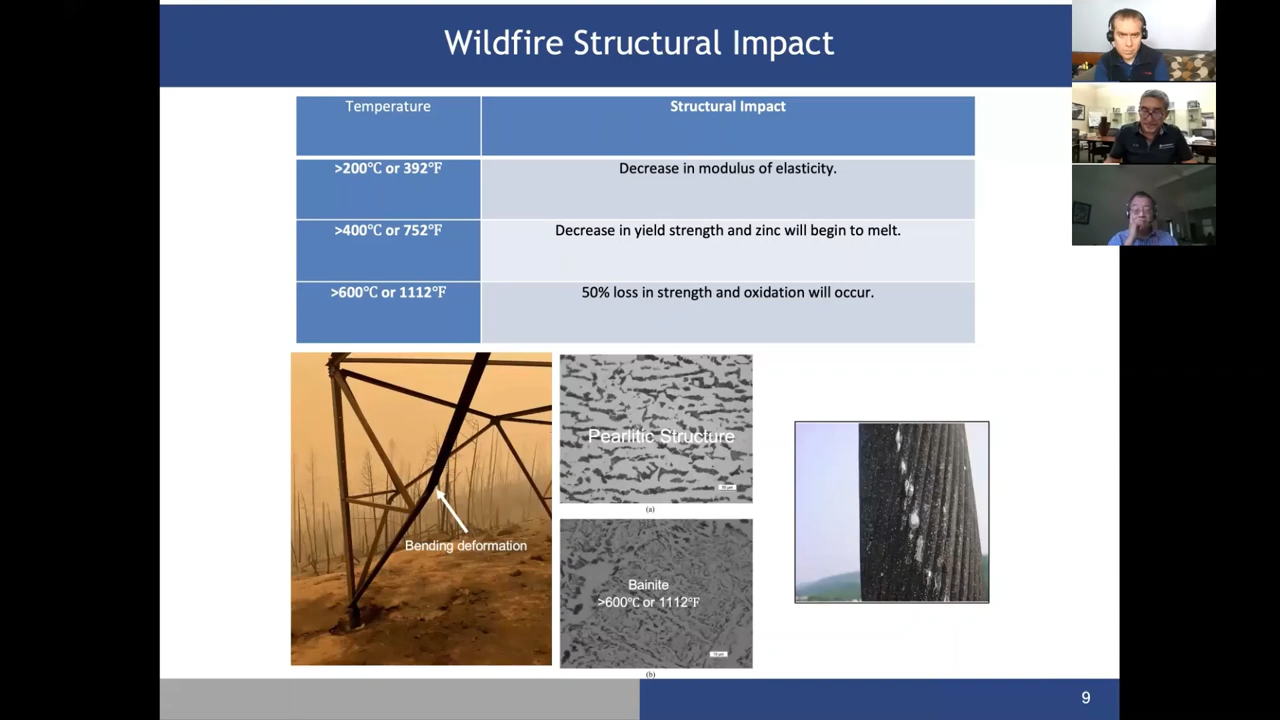 Wildfire Structural Impact
Temperature
Structural Impact
>200℃ or 392℉
Decrease in modulus of elasticity.
>400℃ or 752℉
Decrease in yield strength and zinc will begin to melt.
>600℃ or 1112℉
50% loss in strength and oxidation will occur.
Bending deformation
Pearlitic Structure
(a)
Bainite
>600℃ or 1112℉
(b)
9